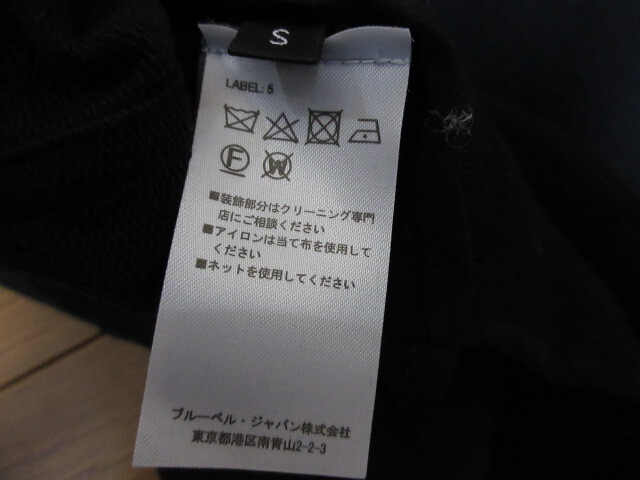 S
LABEL: 5
F W
■装飾部分はクリーニング専門
店にご相談ください
■アイロンは当て布を使用して
ください
■ネットを使用してください
ブルーベル・ジャパン株式会社
東京都港区南青山2-2-3